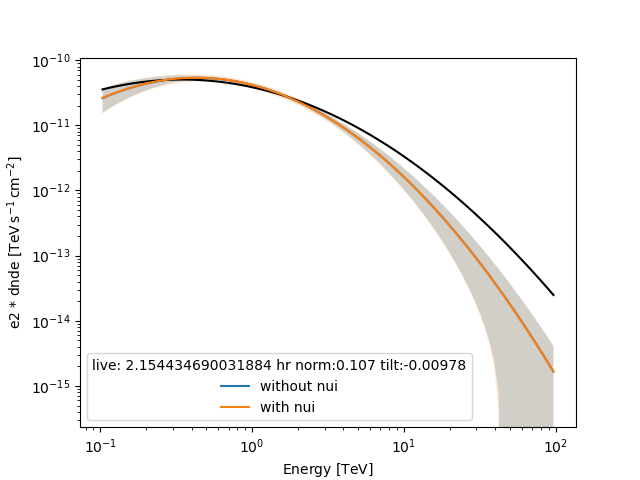 10⁻¹⁰
10⁻¹¹
10⁻¹²
10⁻¹³
10⁻¹⁴
10⁻¹⁵
e2 * dnde [TeV s⁻¹ cm⁻²]
live: 2.154434690031884 hr norm:0.107 tilt:-0.00978
without nui
with nui
10⁻¹ 10⁰ 10¹ 10²
Energy [TeV]